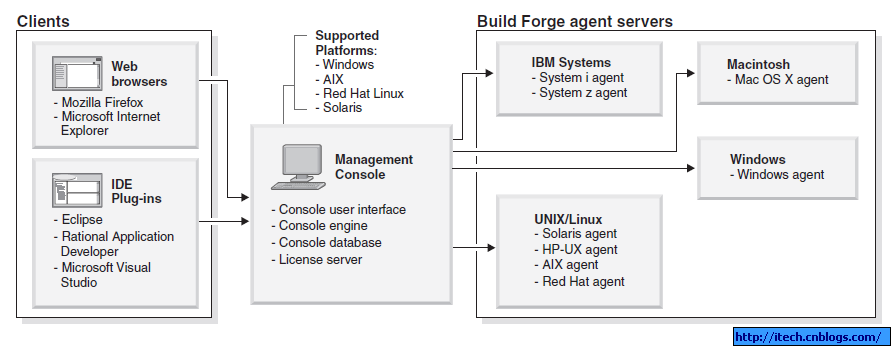 Clients
Web
browsers
- Mozilla Firefox
- Microsoft Internet
Explorer
IDE
Plug-ins
- Eclipse
- Rational Application
Developer
- Microsoft Visual
Studio
Supported
Platforms:
- Windows
- AIX
- Red Hat Linux
- Solaris
Management
Console
- Console user interface
- Console engine
- Console database
- License server
Build Forge agent servers
IBM Systems
- System i agent
- System z agent
Macintosh
- Mac OS X agent
Windows
- Windows agent
UNIX/Linux
- Solaris agent
- HP-UX agent
- AIX agent
- Red Hat agent
http://itech.cnblogs.com/